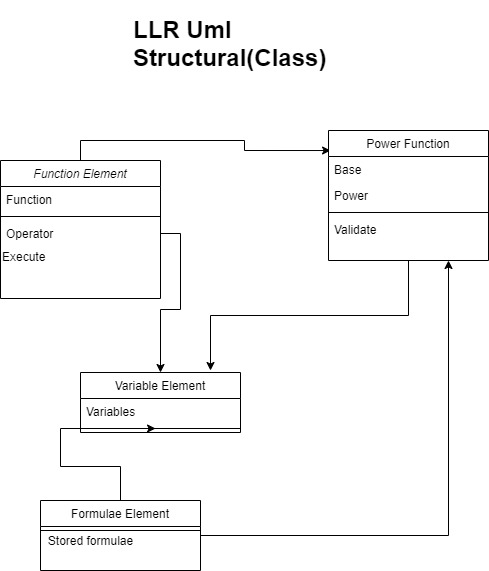 LLR Uml
Structural(Class)
Function Element
Function
Operator
Execute
Power Function
Base
Power
Validate
Variable Element
Variables
Formulae Element
Stored formulae